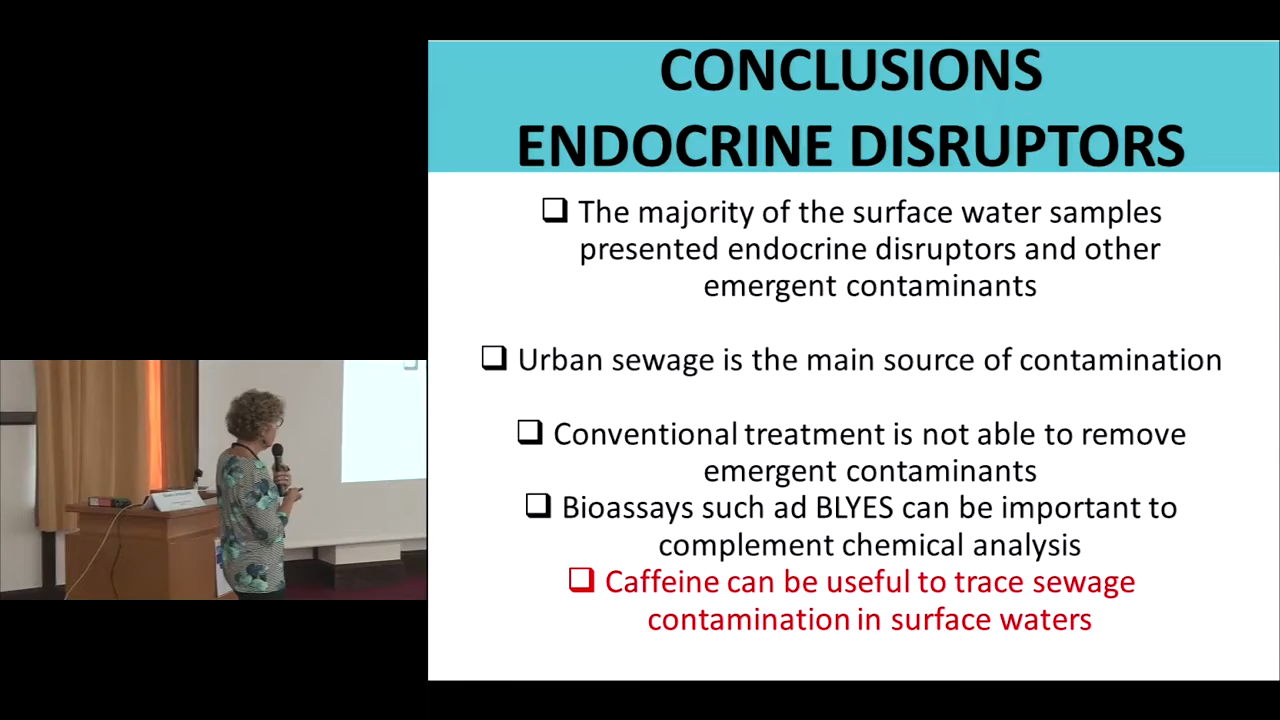 CONCLUSIONS
ENDOCRINE DISRUPTORS
❑ The majority of the surface water samples
presented endocrine disruptors and other
emergent contaminants
❑ Urban sewage is the main source of contamination
❑ Conventional treatment is not able to remove
emergent contaminants
❑ Bioassays such ad BLYES can be important to
complement chemical analysis
❑ Caffeine can be useful to trace sewage
contamination in surface waters